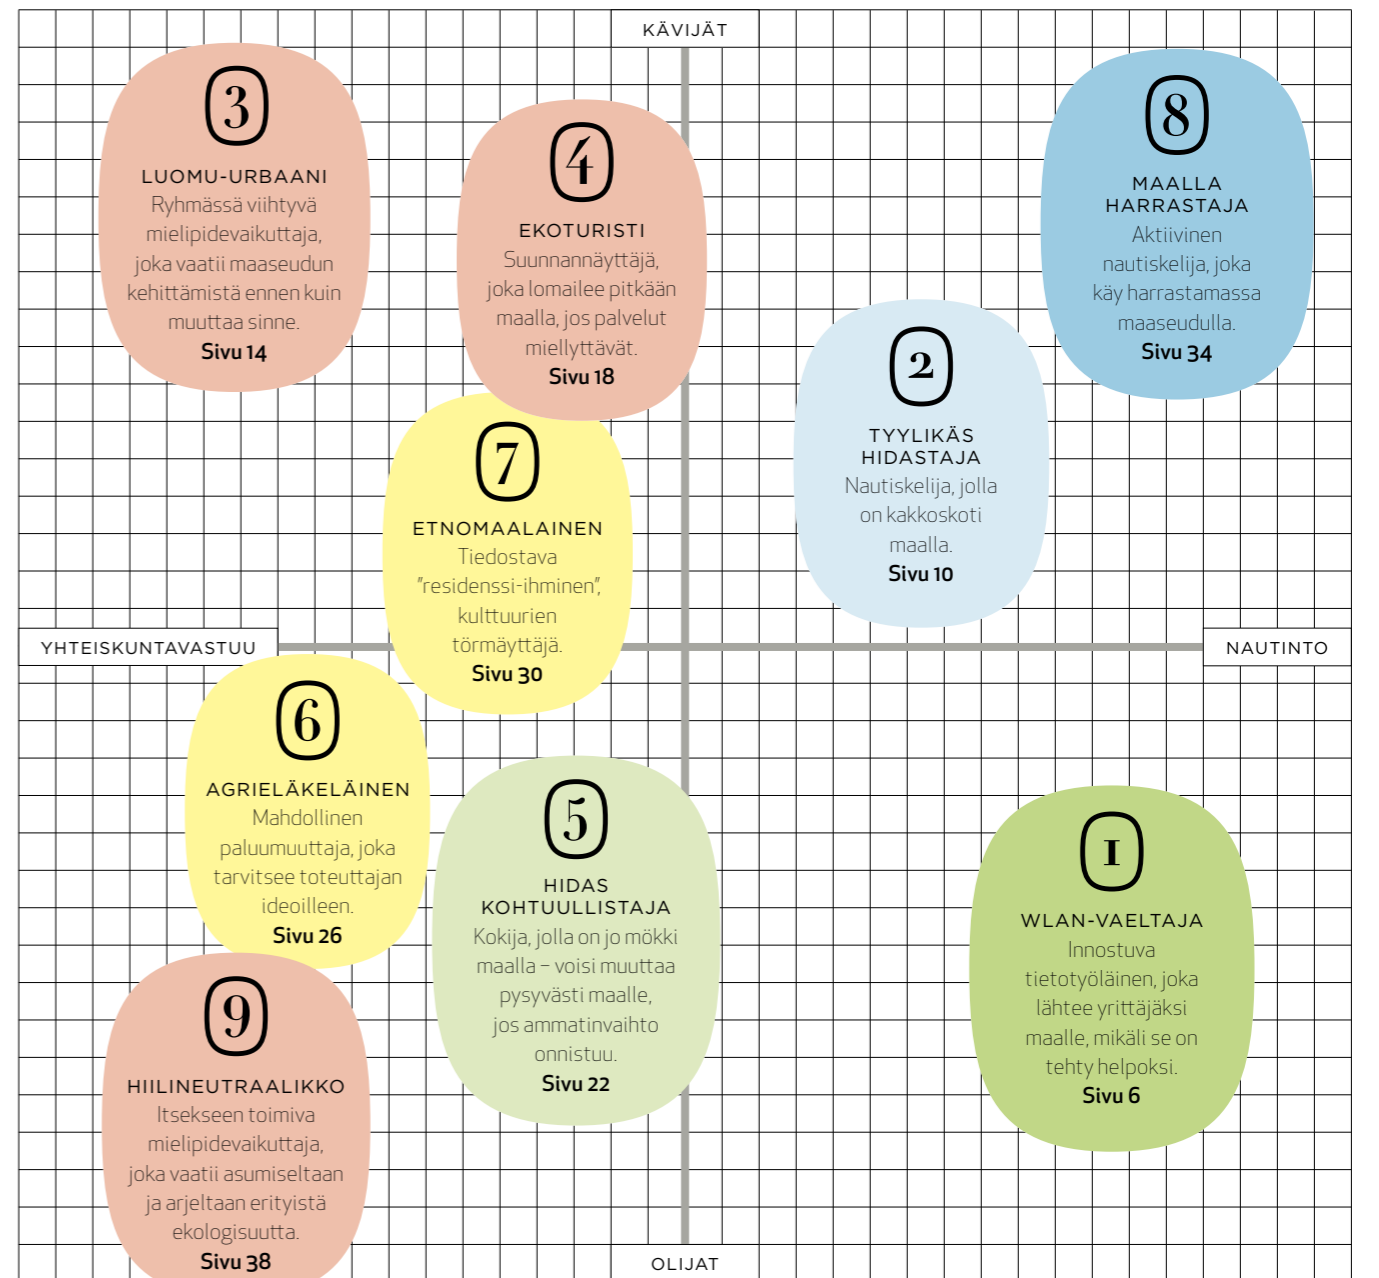 KÄVIJÄT
3
LUOMU-URBAANI
Ryhmässä viihtyvä
mielipidevaikuttaja,
joka vaatii maaseudun
kehittämistä ennen kuin
muuttaa sinne.
Sivu 14
4
EKOTURISTI
Suunnannäyttäjä,
joka lomailee pitkään
maalla, jos palvelut
miellyttävät.
Sivu 18
8
MAALLA
HARRASTAJA
Aktiivinen
nautiskelija, joka
käy harrastamassa
maaseudulla.
Sivu 34
2
TYYLIKÄS
HIDASTAJA
Nautiskelija, jolla
on kakkoskoti
maalla.
Sivu 10
7
ETNOMAALAINEN
Tiedostava
"residenssi-ihminen",
kulttuurien
törmäyttäjä.
Sivu 30
YHTEISKUNTAVASTUU
NAUTINTO
6
AGRIELÄKELÄINEN
Mahdollinen
paluumuuttaja, joka
tarvitsee toteuttajan
ideoilleen.
Sivu 26
5
HIDAS
KOHTUULLISTAJA
Kokija, jolla on jo mökki
maalla – voisi muuttaa
pysyvästi maalle,
jos ammatinvaihto
onnistuu.
Sivu 22
1
WLAN-VAELTAJA
Innostuva
tietotyöläinen, joka
lähtee yrittäjäksi
maalle, mikäli se on
tehty helpoksi.
Sivu 6
9
HIILINEUTRAALIKKO
Itsekseen toimiva
mielipidevaikuttaja,
joka vaatii asumiseltaan
ja arjeltaan erityistä
ekologisuutta.
Sivu 38
OLIJAT